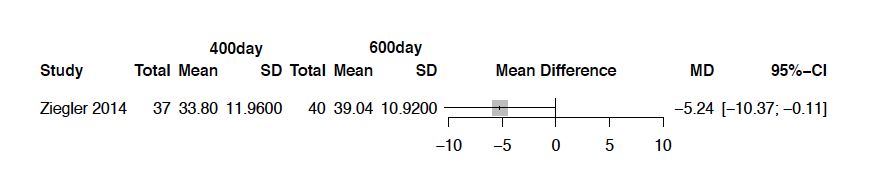 400day 600day
Study Total Mean SD Total Mean SD Mean Difference MD 95%−CI
Ziegler 2014 37 33.80 11.9600 40 39.04 10.9200 −5.24 [−10.37; −0.11]
−10 −5 0 5 10